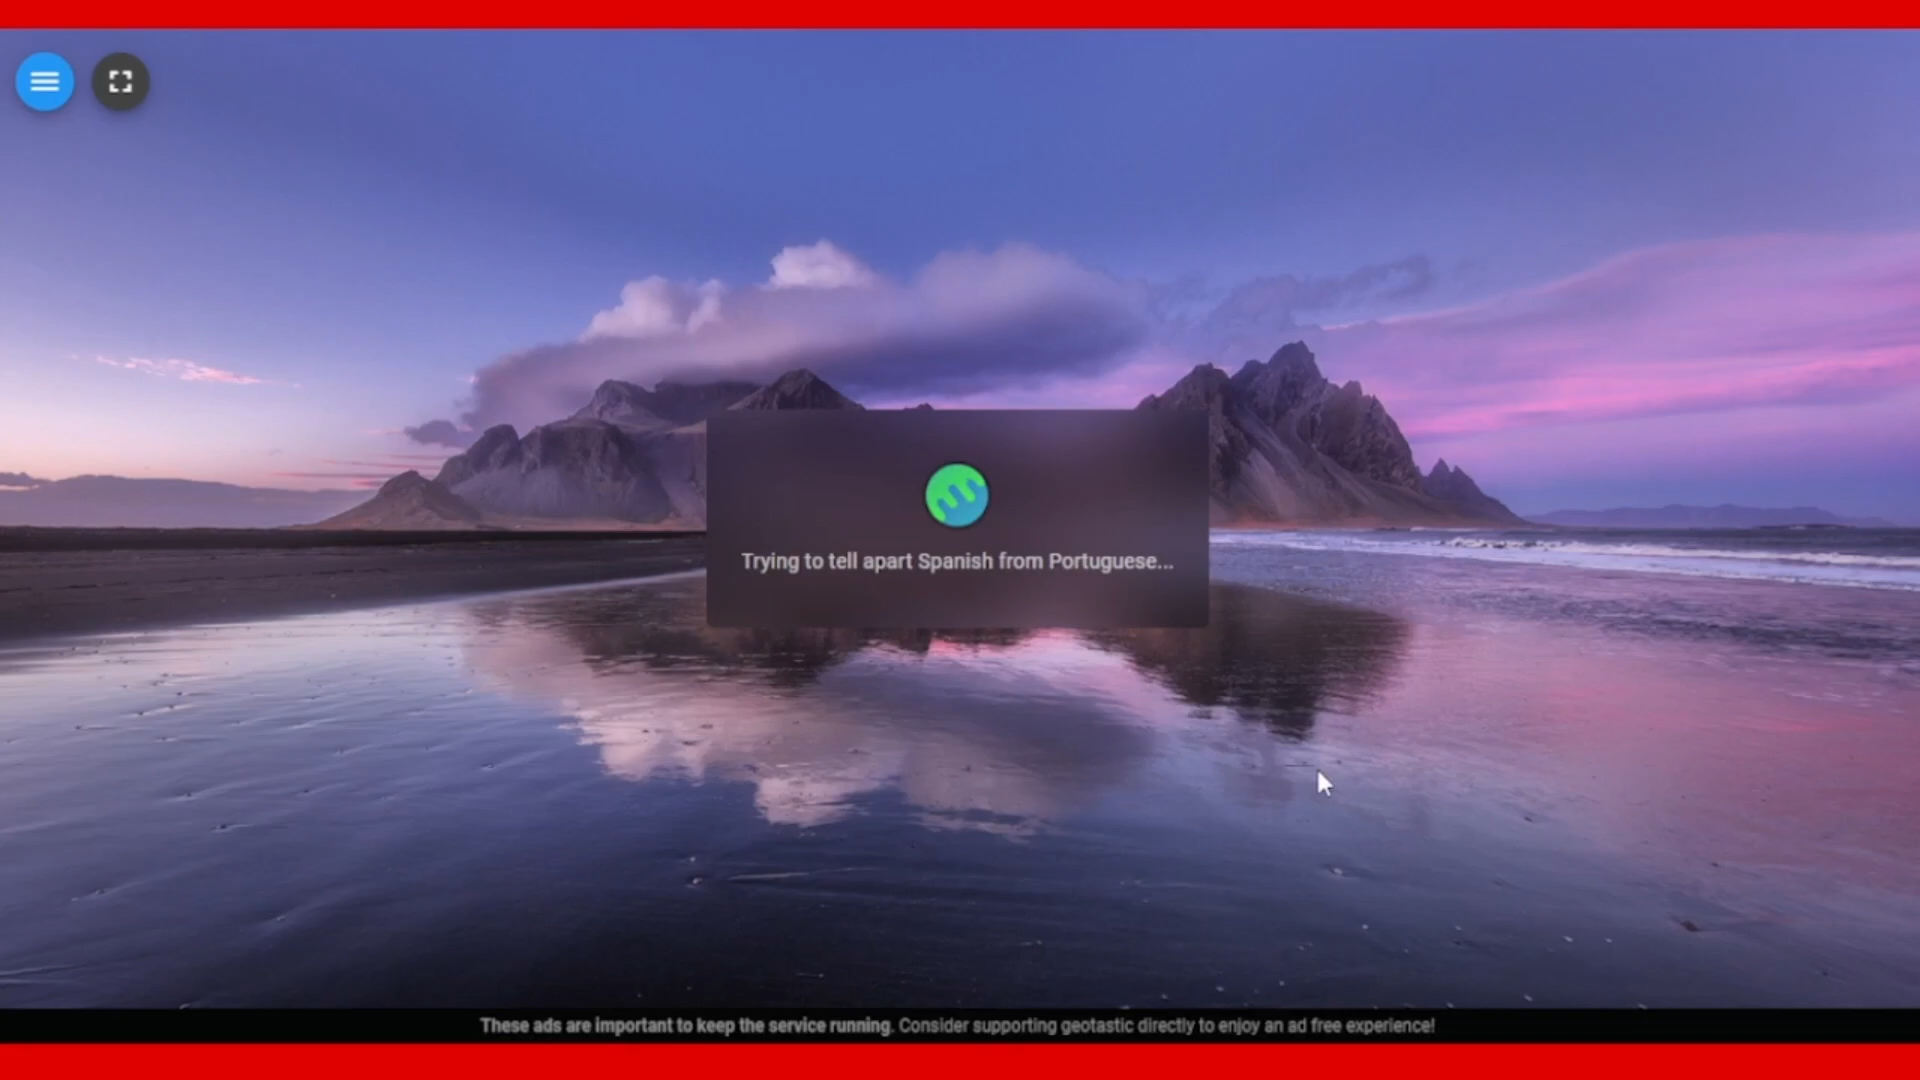 Trying to tell apart Spanish from Portuguese...
These ads are important to keep the service running. Consider supporting geotastic directly to enjoy an ad free experience!